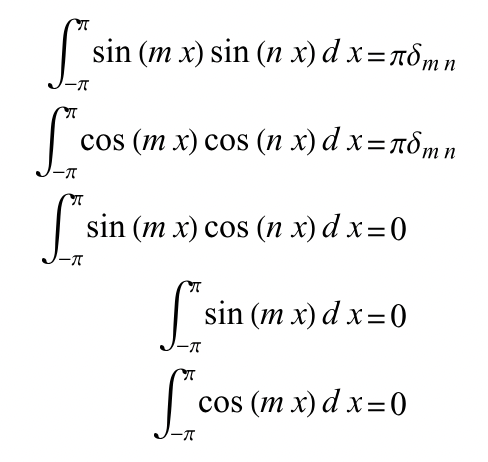 ∫_{−π}^{π} sin (m x) sin (n x) d x = πδ_{m n}
∫_{−π}^{π} cos (m x) cos (n x) d x = πδ_{m n}
∫_{−π}^{π} sin (m x) cos (n x) d x = 0
∫_{−π}^{π} sin (m x) d x = 0
∫_{−π}^{π} cos (m x) d x = 0